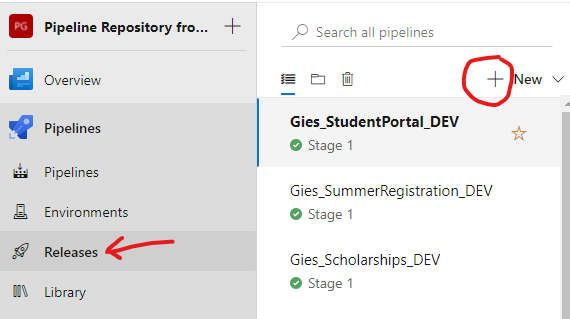 PG Pipeline Repository fro... +
Overview
Pipelines
Pipelines
Environments
Releases
Library
Search all pipelines
+ New
Gies_StudentPortal_DEV
Stage 1
Gies_SummerRegistration_DEV
Stage 1
Gies_Scholarships_DEV
Stage 1